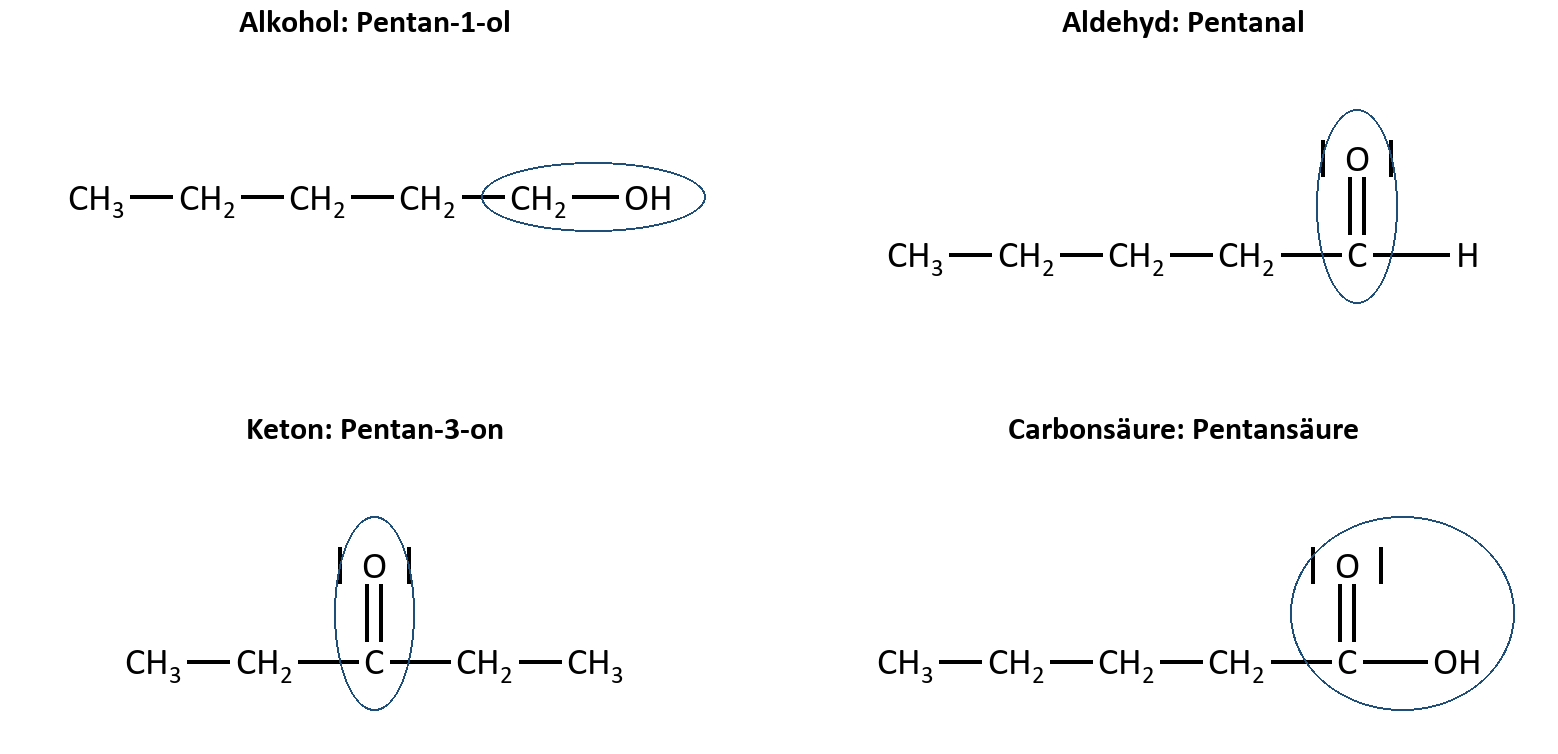 Alkohol: Pentan-1-ol
CH₃ — CH₂ — CH₂ — CH₂ — CH₂ — OH
Aldehyd: Pentanal
| O |
CH₃ — CH₂ — CH₂ — CH₂ — C — H
Keton: Pentan-3-on
| O |
CH₃ — CH₂ — C — CH₂ — CH₃
Carbonsäure: Pentansäure
| O |
CH₃ — CH₂ — CH₂ — CH₂ — C — OH